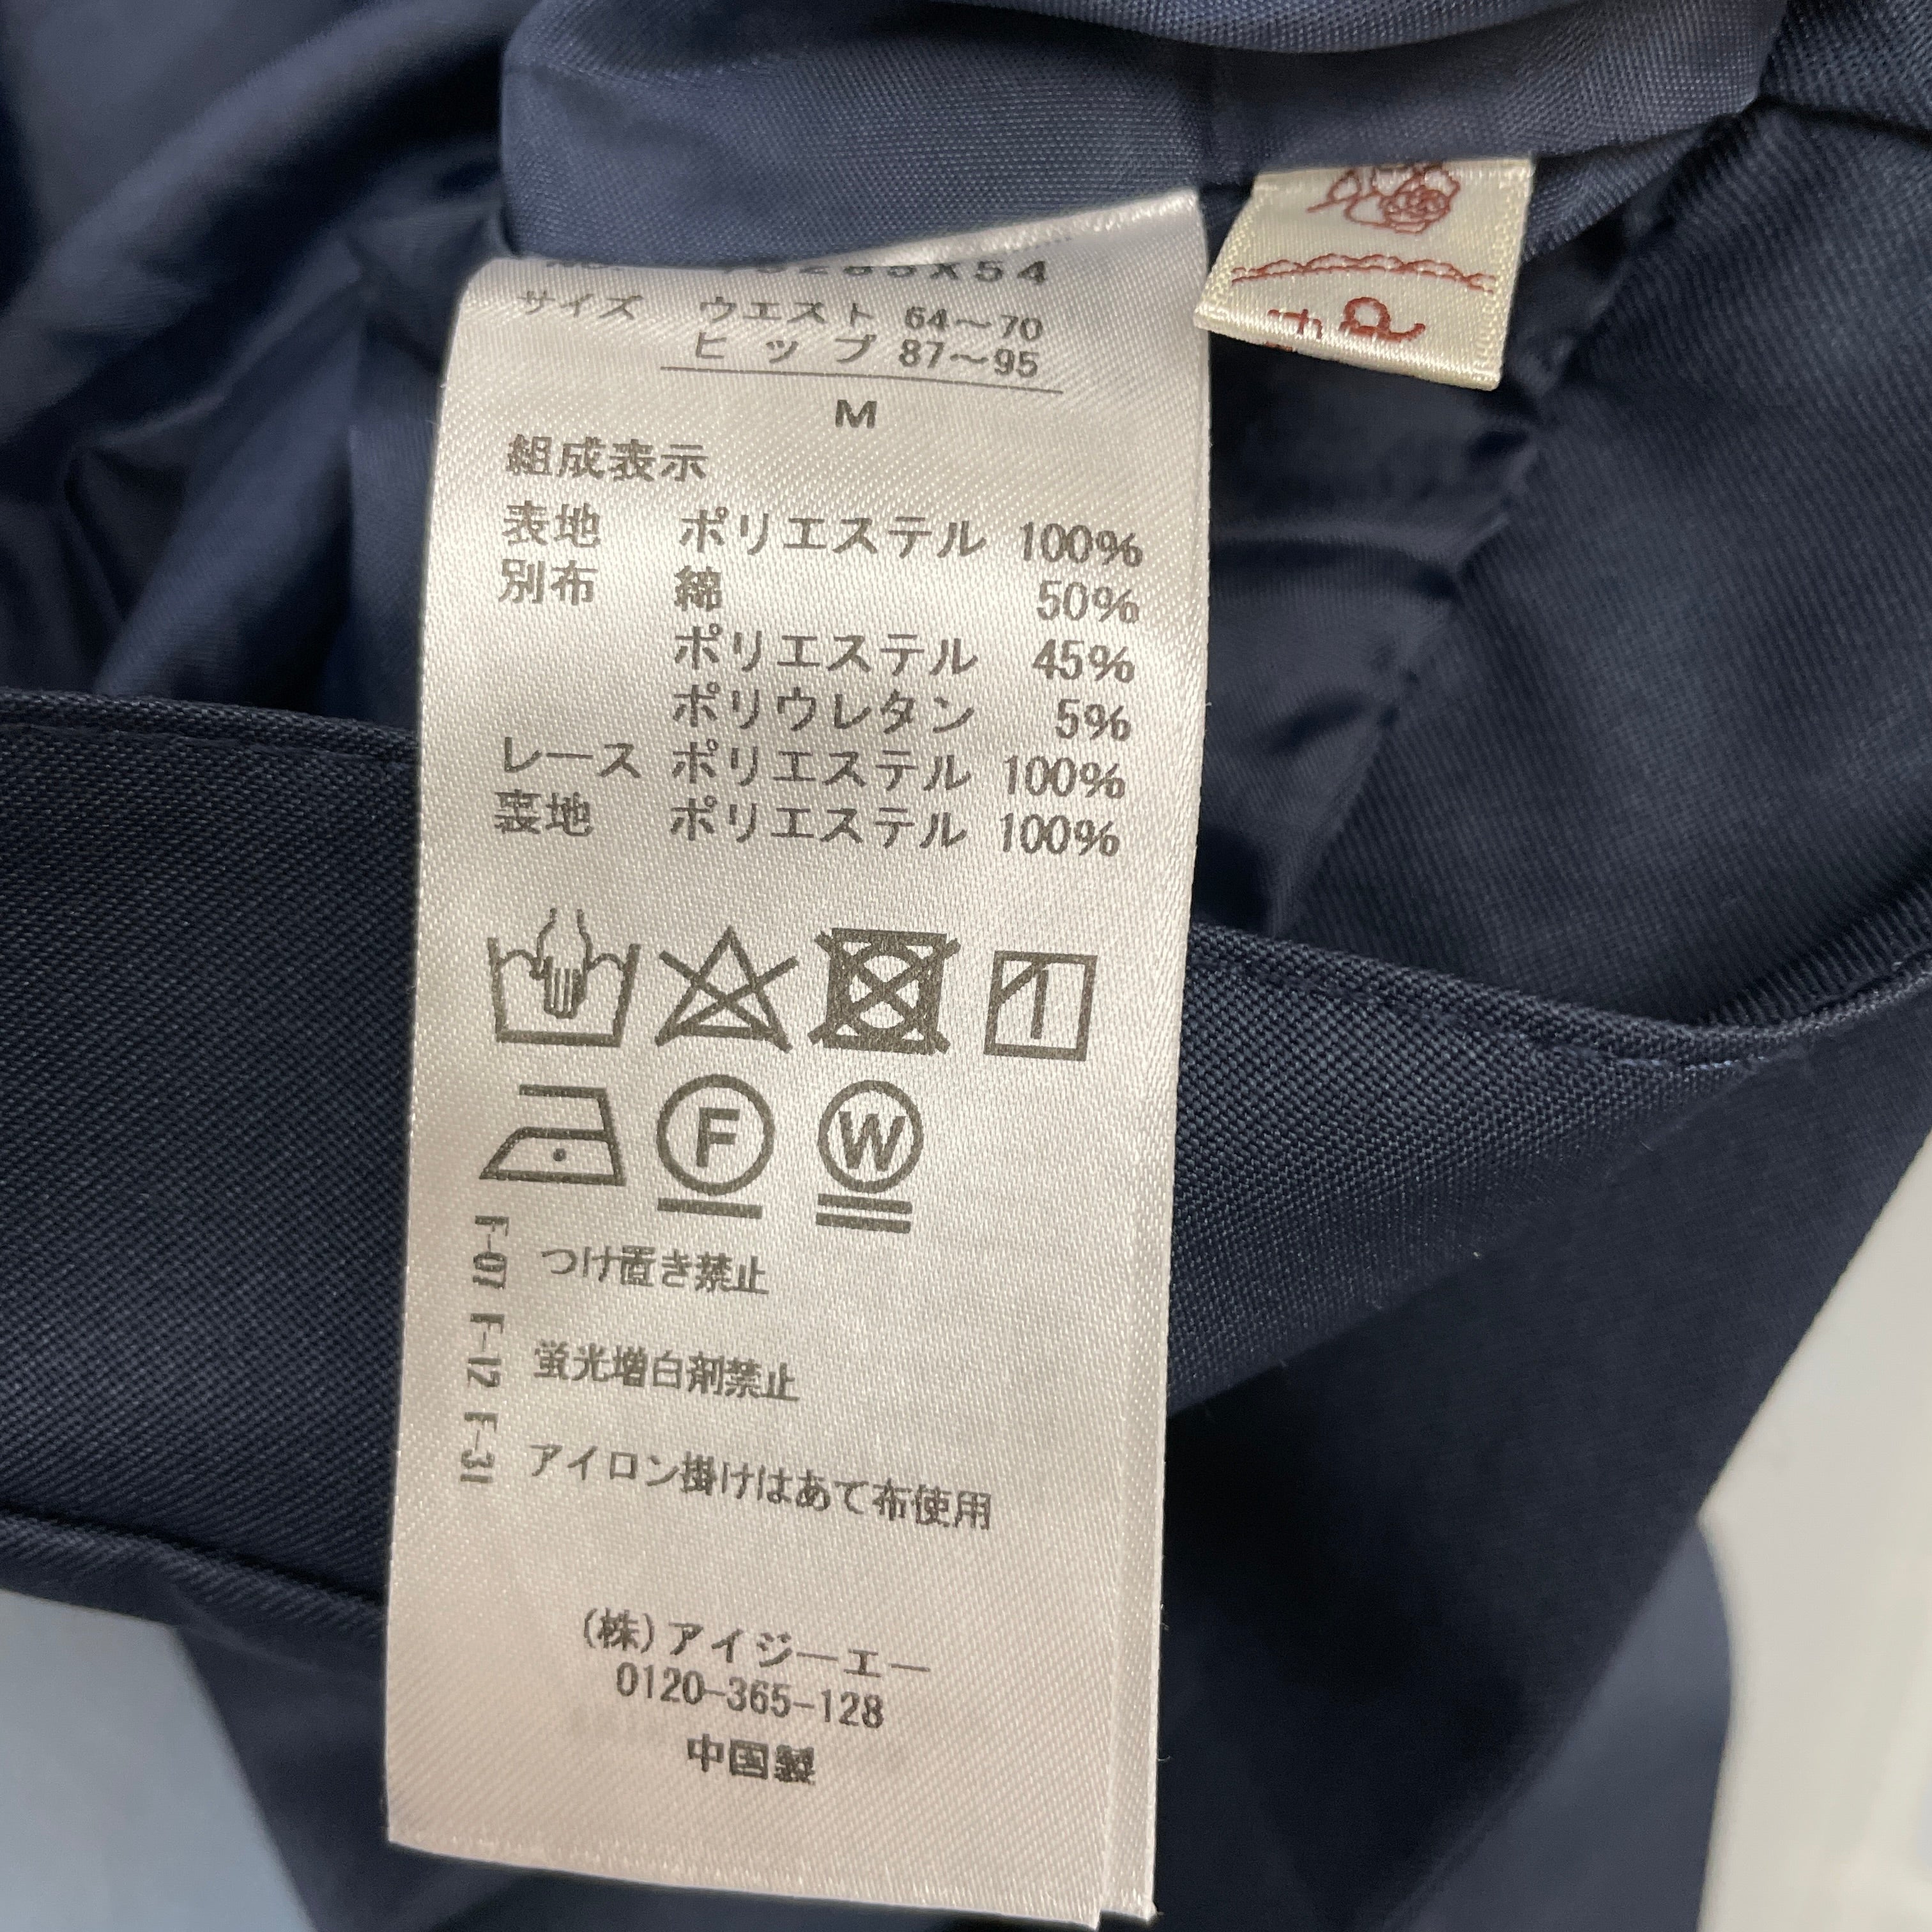 サイズ ウエスト 64～70
ヒップ 87～95
M
組成表示
表地 ポリエステル 100%
別布 綿 50%
ポリエステル 45%
ポリウレタン 5%
レース ポリエステル 100%
裏地 ポリエステル 100%
1
F W
F-07 F-12 F-31
つけ置き禁止
蛍光増白剤禁止
アイロン掛けはあて布使用
(株)アイジーエー
0120-365-128
中国製